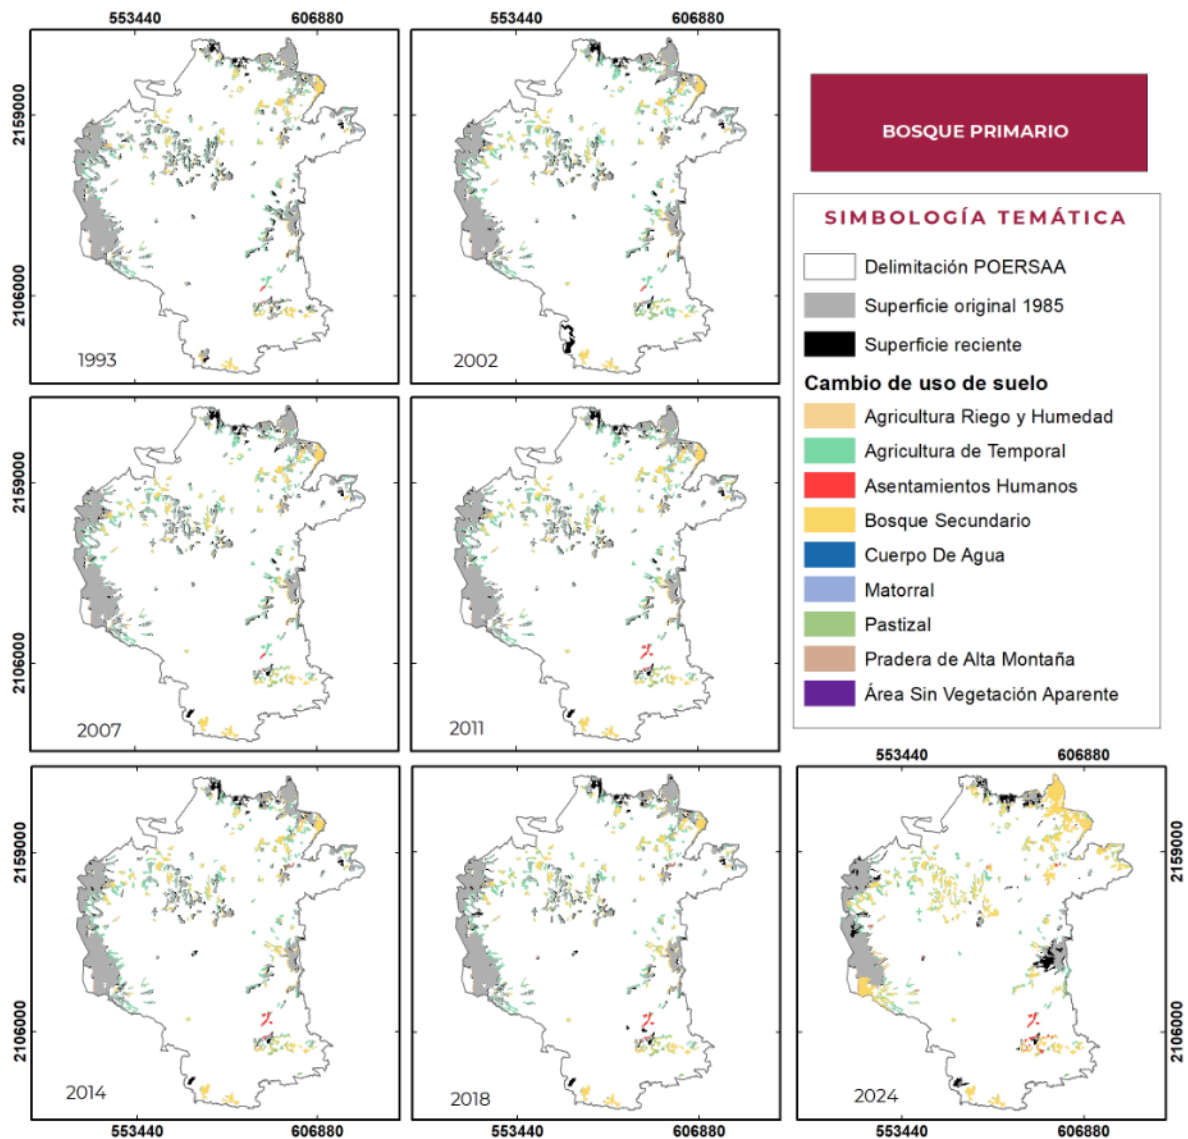 553440 606880
553440 606880
2159000
2106000
1993
2002
BOSQUE PRIMARIO
SIMBOLOGÍA TEMÁTICA
Delimitación POERSAA
Superficie original 1985
Superficie reciente
Cambio de uso de suelo
Agricultura Riego y Humedad
Agricultura de Temporal
Asentamientos Humanos
Bosque Secundario
Cuerpo De Agua
Matorral
Pastizal
Pradera de Alta Montaña
Área Sin Vegetación Aparente
2159000
2106000
2007
2011
553440 606880
2159000
2106000
2014
2018
2024
2159000
2106000
553440 606880
553440 606880
553440 606880